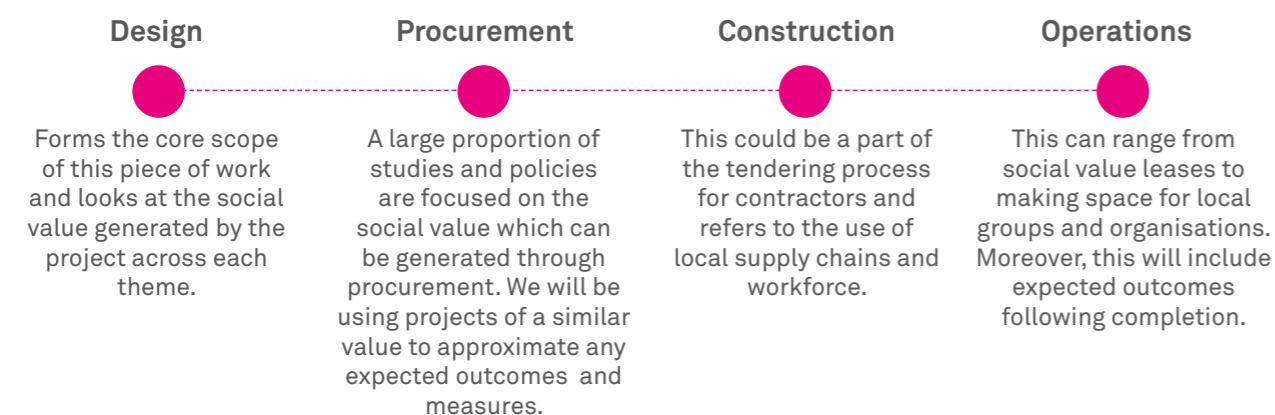 Design
Forms the core scope
of this piece of work
and looks at the social
value generated by the
project across each
theme.
Procurement
A large proportion of
studies and policies
are focused on the
social value which can
be generated through
procurement. We will be
using projects of a similar
value to approximate any
expected outcomes and
measures.
Construction
This could be a part of
the tendering process
for contractors and
refers to the use of
local supply chains and
workforce.
Operations
This can range from
social value leases to
making space for local
groups and organisations.
Moreover, this will include
expected outcomes
following completion.